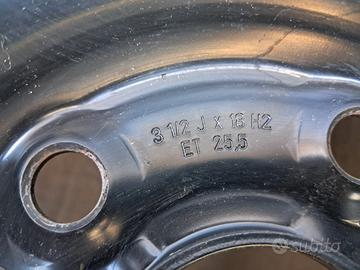 3 1/2 J x 18 H2
ET 25,5
subito